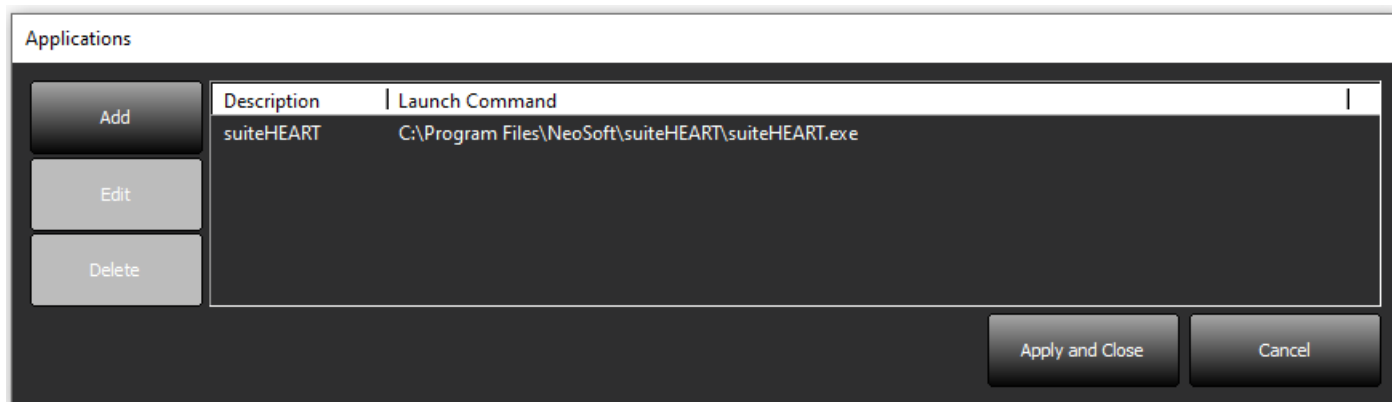 Applications
Add
Edit
Delete
Description Launch Command
suiteHEART C:\Program Files\NeoSoft\suiteHEART\suiteHEART.exe
Apply and Close Cancel